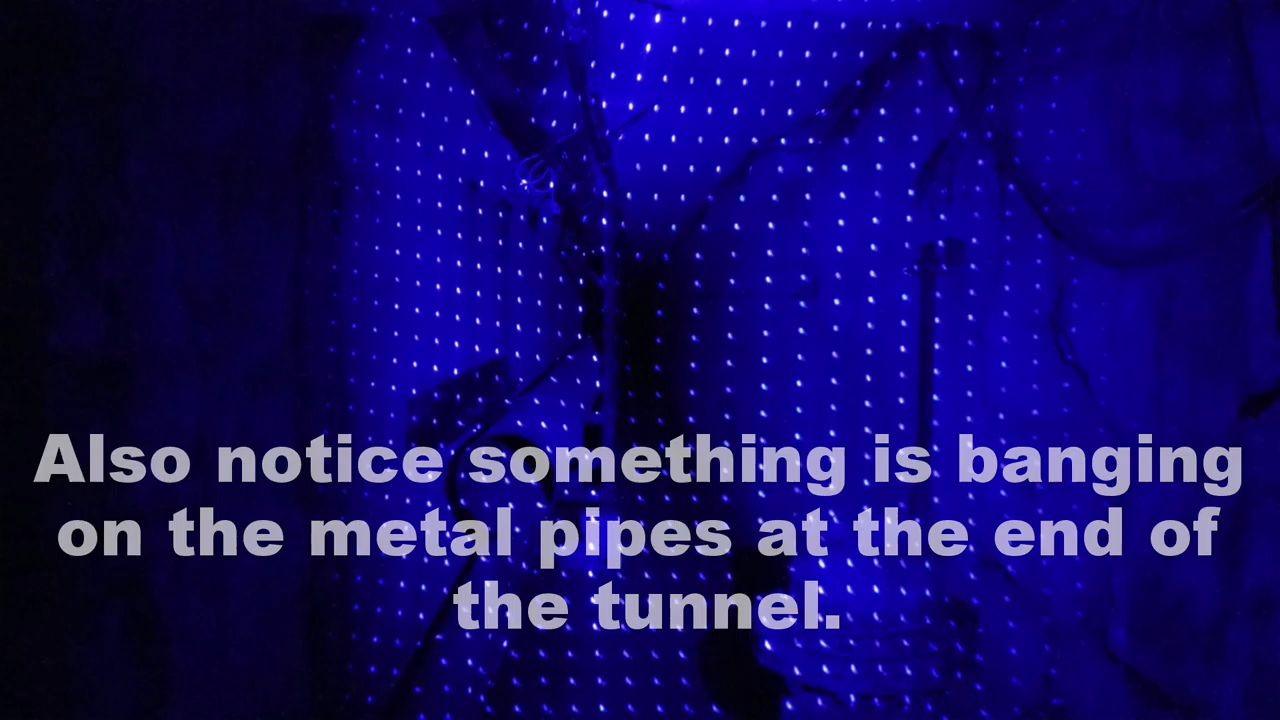 Also notice something is banging
on the metal pipes at the end of
the tunnel.